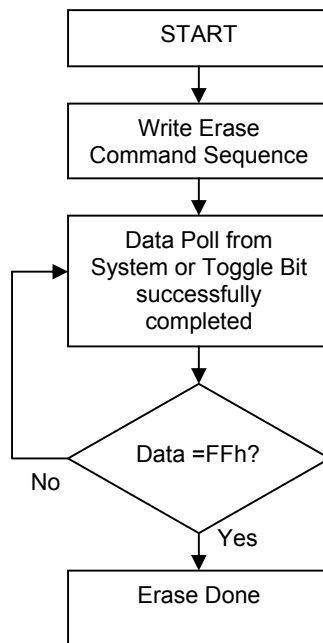 START
Write Erase
Command Sequence
Data Poll from
System or Toggle Bit
successfully
completed
Data =FFh?
No
Yes
Erase Done